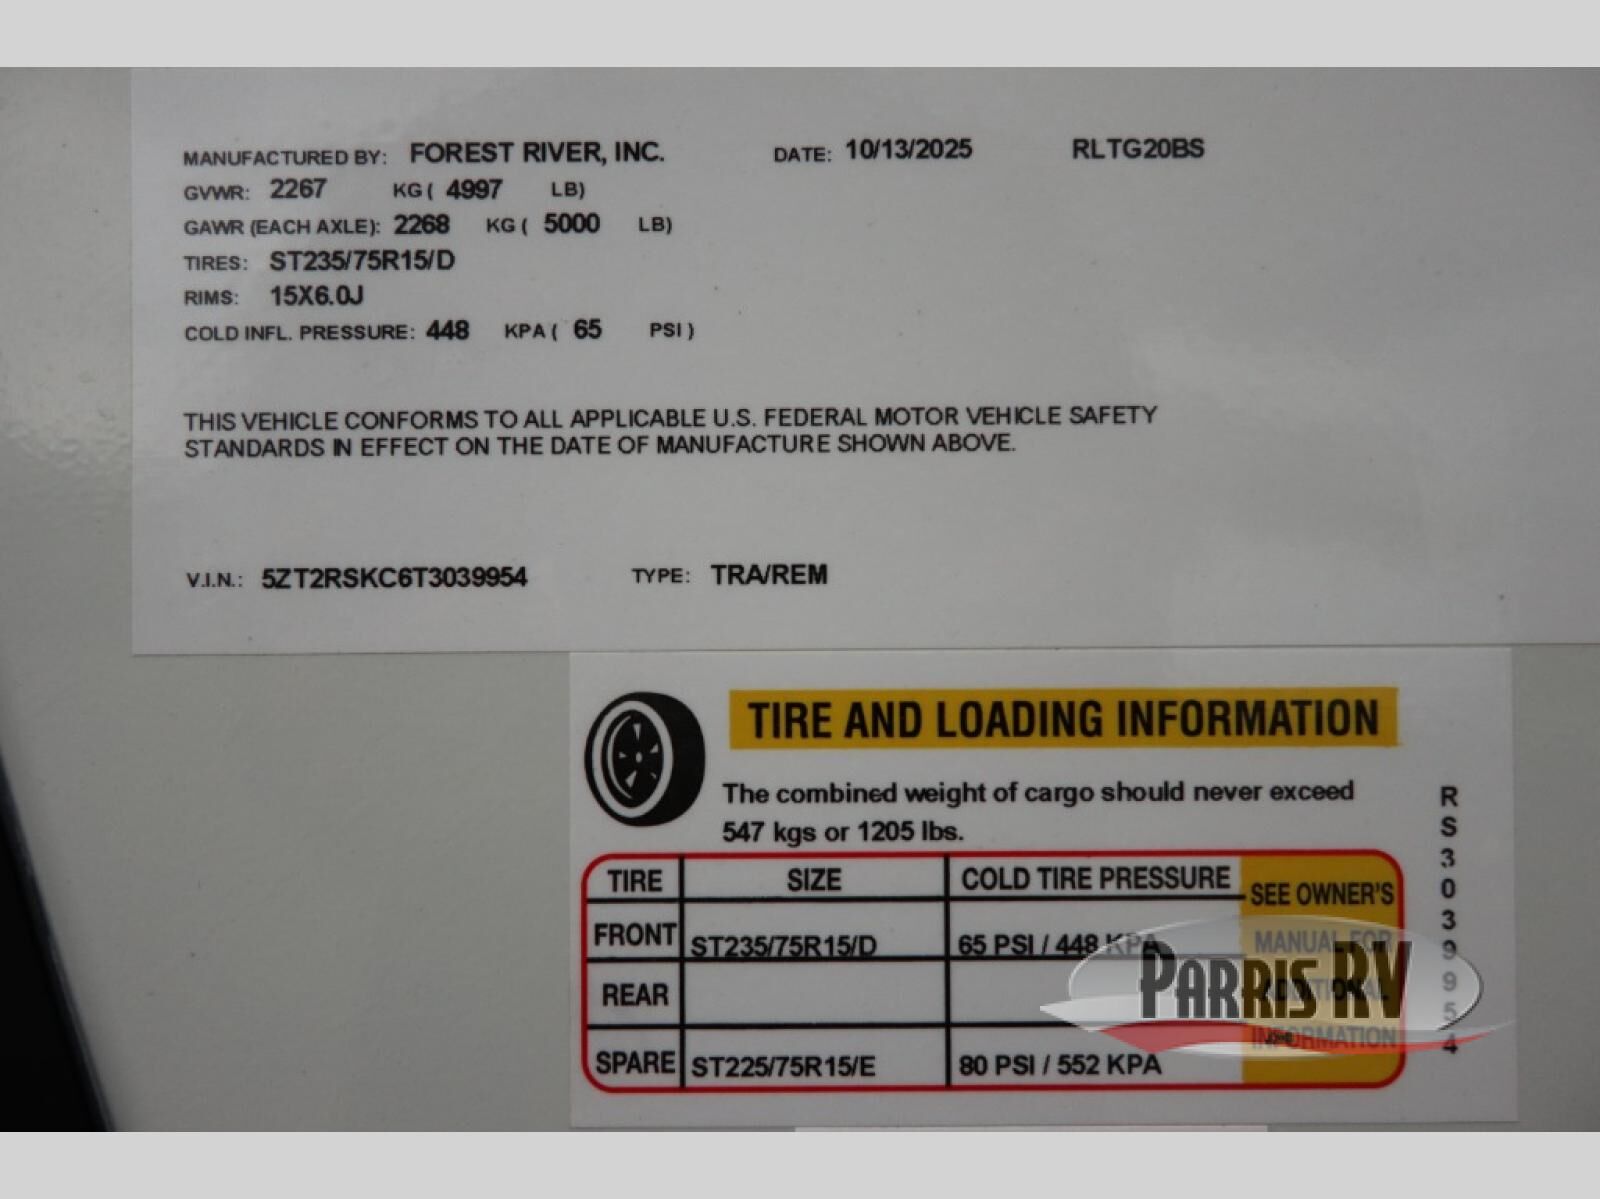 MANUFACTURED BY: FOREST RIVER, INC. DATE: 10/13/2025 RLTG20BS
GVWR: 2267 KG ( 4997 LB)
GAWR (EACH AXLE): 2268 KG ( 5000 LB)
TIRES: ST235/75R15/D
RIMS: 15X6.0J
COLD INFL. PRESSURE: 448 KPA ( 65 PSI )
THIS VEHICLE CONFORMS TO ALL APPLICABLE U.S. FEDERAL MOTOR VEHICLE SAFETY
STANDARDS IN EFFECT ON THE DATE OF MANUFACTURE SHOWN ABOVE.
V.I.N.: 5ZT2RSKC6T3039954 TYPE: TRA/REM
TIRE AND LOADING INFORMATION
The combined weight of cargo should never exceed
547 kgs or 1205 lbs.
TIRE SIZE COLD TIRE PRESSURE SEE OWNER'S
FRONT ST235/75R15/D 65 PSI / 448 KPA MANUAL FOR
REAR ADDITIONAL
INFORMATION
SPARE ST225/75R15/E 80 PSI / 552 KPA
RS3039954
PARRIS RV